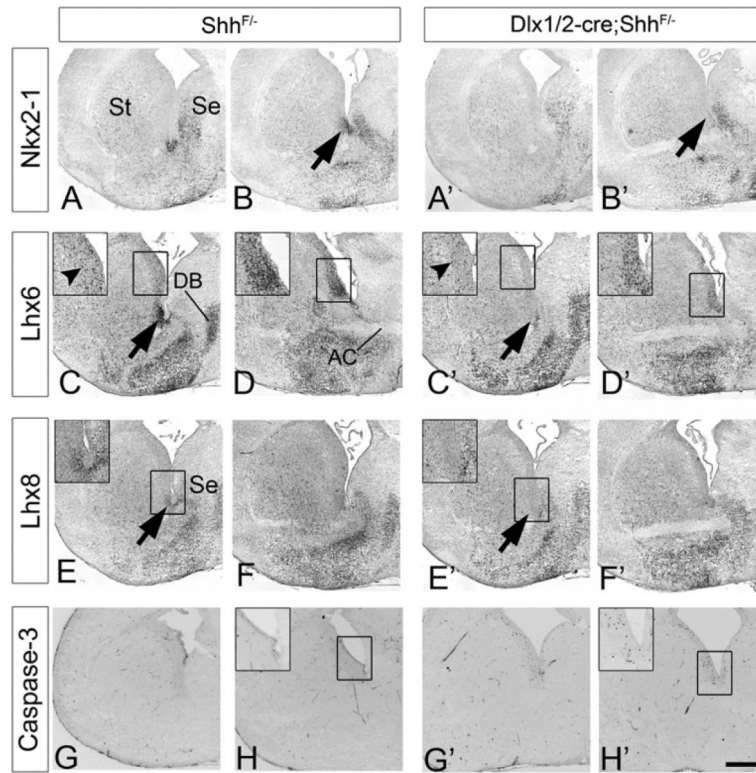 Shh^F/- Dlx1/2-cre;Shh^F/-
Nkx2-1
St Se
A B A' B'
Lhx6
DB
AC
C D C' D'
Lhx8
Se
E F E' F'
Caspase-3
G H G' H'